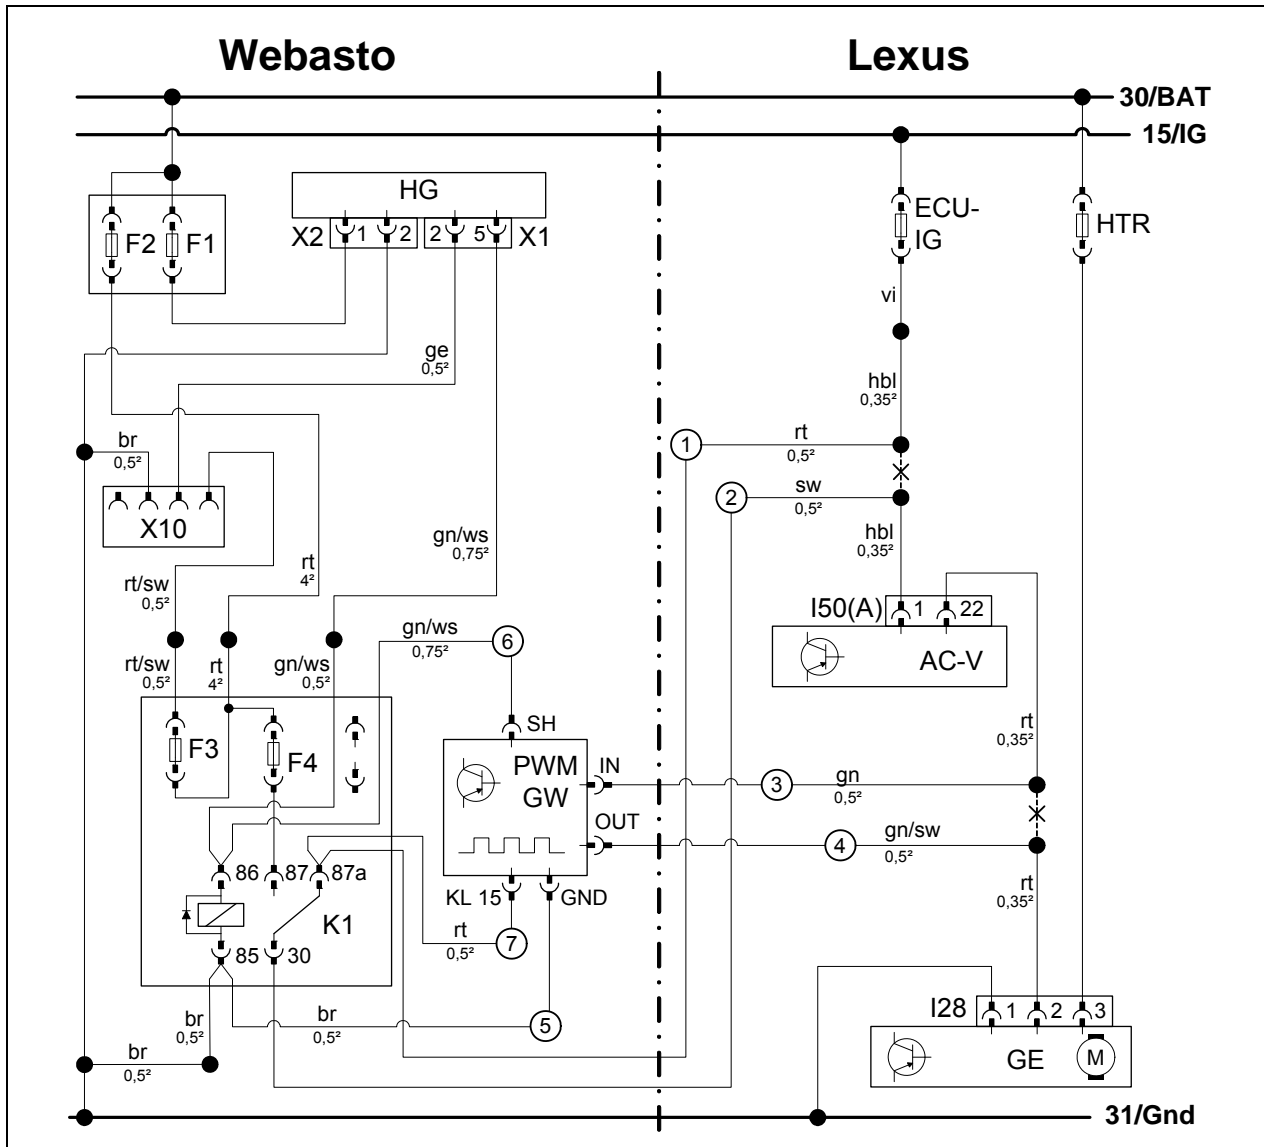 Webasto
Lexus
30/BAT
15/IG
HG
F2
F1
X2
1
2
2
5
X1
ECU-
IG
HTR
vi
ge
0,5²
hbl
0,35²
br
0,5²
1
rt
0,5²
2
sw
0,5²
X10
gn/ws
0,75²
hbl
0,35²
rt
4²
rt/sw
0,5²
I50(A)
1
22
AC-V
gn/ws
0,75²
6
rt/sw
0,5²
rt
4²
gn/ws
0,5²
SH
F3
F4
PWM
GW
IN
OUT
rt
0,35²
3
gn
0,5²
4
gn/sw
0,5²
86
87
87a
KL 15
GND
rt
0,35²
K1
85
30
rt
0,5²
7
br
0,5²
br
0,5²
5
br
0,5²
I28
1
2
3
GE
M
31/Gnd